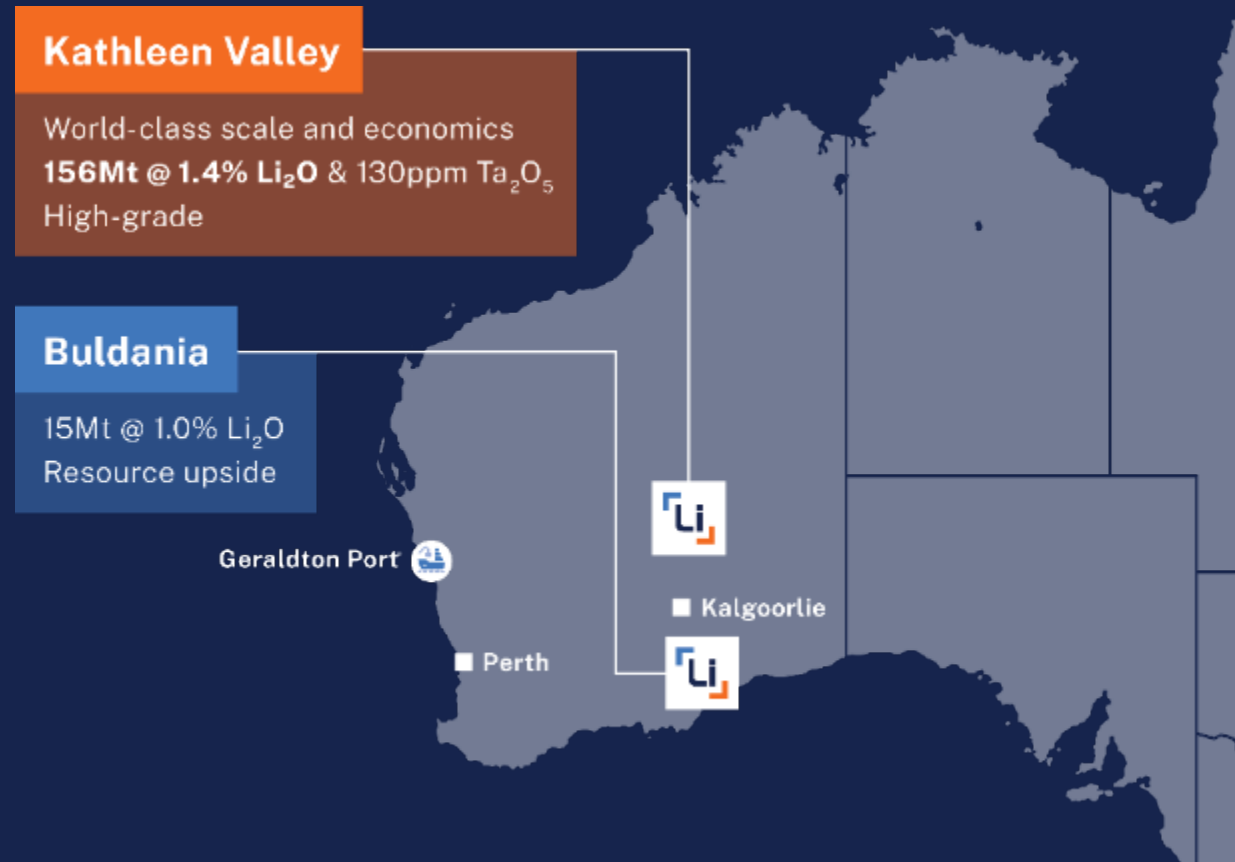 Kathleen Valley
World-class scale and economics
156Mt @ 1.4% Li₂O & 130ppm Ta₂O₅
High-grade
Buldania
15Mt @ 1.0% Li₂O
Resource upside
Li
Geraldton Port
Kalgoorlie
Perth
Li